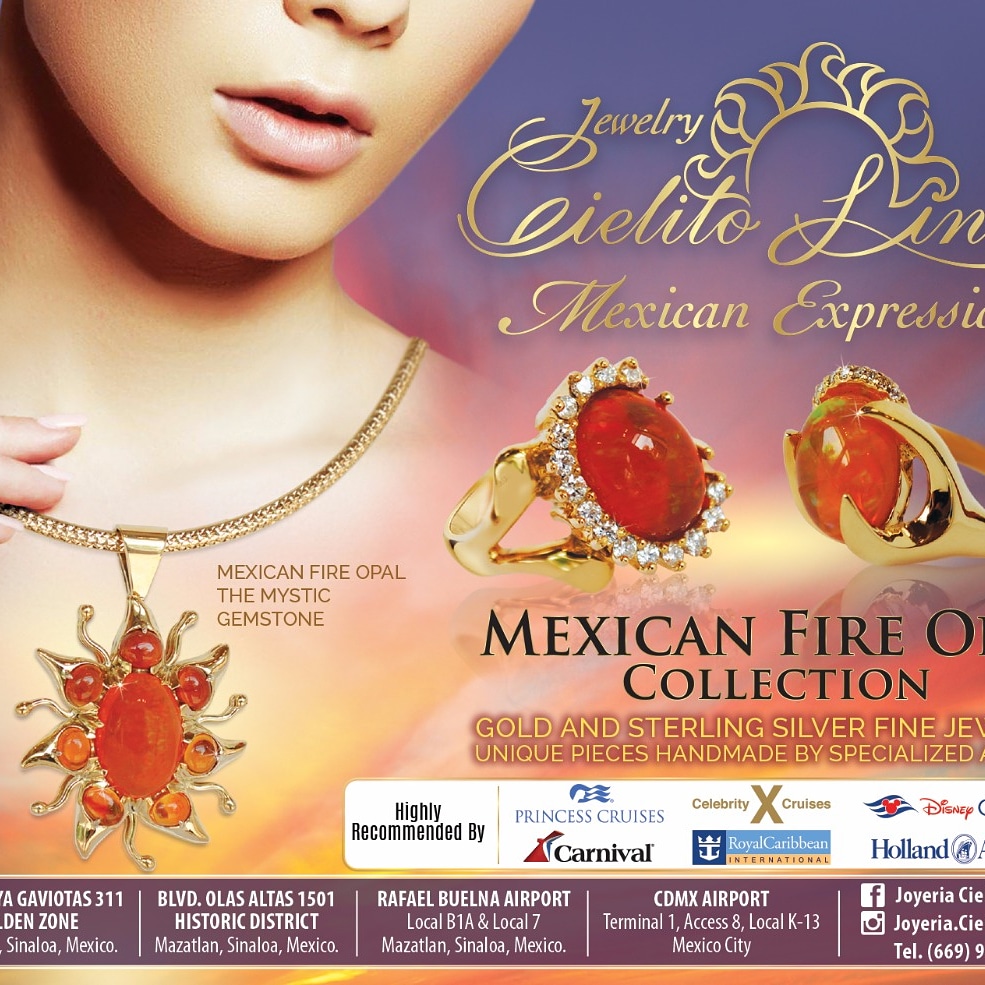 Jewelry
Cielito Lin
Mexican Expressio
MEXICAN FIRE OPAL
THE MYSTIC
GEMSTONE
MEXICAN FIRE O
COLLECTION
GOLD AND STERLING SILVER FINE JEW
UNIQUE PIECES HANDMADE BY SPECIALIZED A
Highly
Recommended By
PRINCESS CRUISES
Celebrity X Cruises
Disney C
Carnival
RoyalCaribbean
INTERNATIONAL
Holland A
YA GAVIOTAS 311
LDEN ZONE
, Sinaloa, Mexico.
BLVD. OLAS ALTAS 1501
HISTORIC DISTRICT
Mazatlan, Sinaloa, Mexico.
RAFAEL BUELNA AIRPORT
Local B1A & Local 7
Mazatlan, Sinaloa, Mexico.
CDMX AIRPORT
Terminal 1, Access 8, Local K-13
Mexico City
Joyeria Cie
Joyeria.Cie
Tel. (669) 9